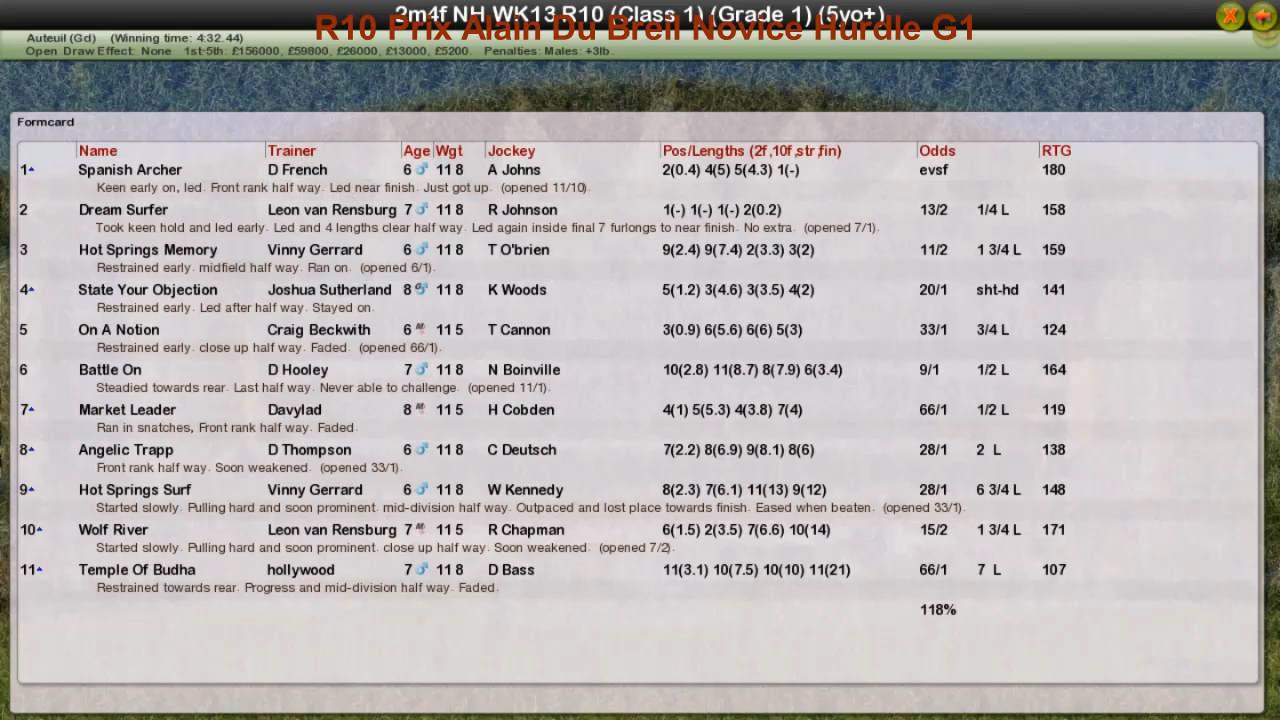 2m4f NH WK13 R10 (Class 1) (Grade 1) (5yo+)
R10 Prix Alain Du Breil Novice Hurdle G1
Auteuil (Gd) (Winning time: 4:32.44)
Open Draw Effect: None 1st-5th: £156000, £59800, £26000, £13000, £5200. Penalties: Males: +3lb.
Formcard
Name Trainer Age Wgt Jockey Pos/Lengths (2f,10f,str,fin) Odds RTG
1 Spanish Archer D French 6 11 8 A Johns 2(0.4) 4(5) 5(4.3) 1(-) evsf 180
Keen early on, led. Front rank half way. Led near finish. Just got up. (opened 11/10).
2 Dream Surfer Leon van Rensburg 7 11 8 R Johnson 1(-) 1(-) 1(-) 2(0.2) 13/2 1/4 L 158
Took keen hold and led early. Led and 4 lengths clear half way. Led again inside final 7 furlongs to near finish. No extra. (opened 7/1).
3 Hot Springs Memory Vinny Gerrard 6 11 8 T O'brien 9(2.4) 9(7.4) 2(3.3) 3(2) 11/2 1 3/4 L 159
Restrained early. midfield half way. Ran on. (opened 6/1).
4 State Your Objection Joshua Sutherland 8 11 8 K Woods 5(1.2) 3(4.6) 3(3.5) 4(2) 20/1 sht-hd 141
Restrained early. Led after half way. Stayed on.
5 On A Notion Craig Beckwith 6 11 5 T Cannon 3(0.9) 6(5.6) 6(6) 5(3) 33/1 3/4 L 124
Restrained early. close up half way. Faded. (opened 66/1).
6 Battle On D Hooley 7 11 8 N Boinville 10(2.8) 11(8.7) 8(7.9) 6(3.4) 9/1 1/2 L 164
Steadied towards rear. Last half way. Never able to challenge. (opened 11/1).
7 Market Leader Davylad 8 11 5 H Cobden 4(1) 5(5.3) 4(3.8) 7(4) 66/1 1/2 L 119
Ran in snatches, Front rank half way. Faded.
8 Angelic Trapp D Thompson 6 11 8 C Deutsch 7(2.2) 8(6.9) 9(8.1) 8(6) 28/1 2 L 138
Front rank half way. Soon weakened. (opened 33/1).
9 Hot Springs Surf Vinny Gerrard 6 11 8 W Kennedy 8(2.3) 7(6.1) 11(13) 9(12) 28/1 6 3/4 L 148
Started slowly. Pulling hard and soon prominent. mid-division half way. Outpaced and lost place towards finish. Eased when beaten. (opened 33/1).
10 Wolf River Leon van Rensburg 7 11 5 R Chapman 6(1.5) 2(3.5) 7(6.6) 10(14) 15/2 1 3/4 L 171
Started slowly. Pulling hard and soon prominent. close up half way. Soon weakened. (opened 7/2).
11 Temple Of Budha hollywood 7 11 8 D Bass 11(3.1) 10(7.5) 10(10) 11(21) 66/1 7 L 107
Restrained towards rear. Progress and mid-division half way. Faded.
118%